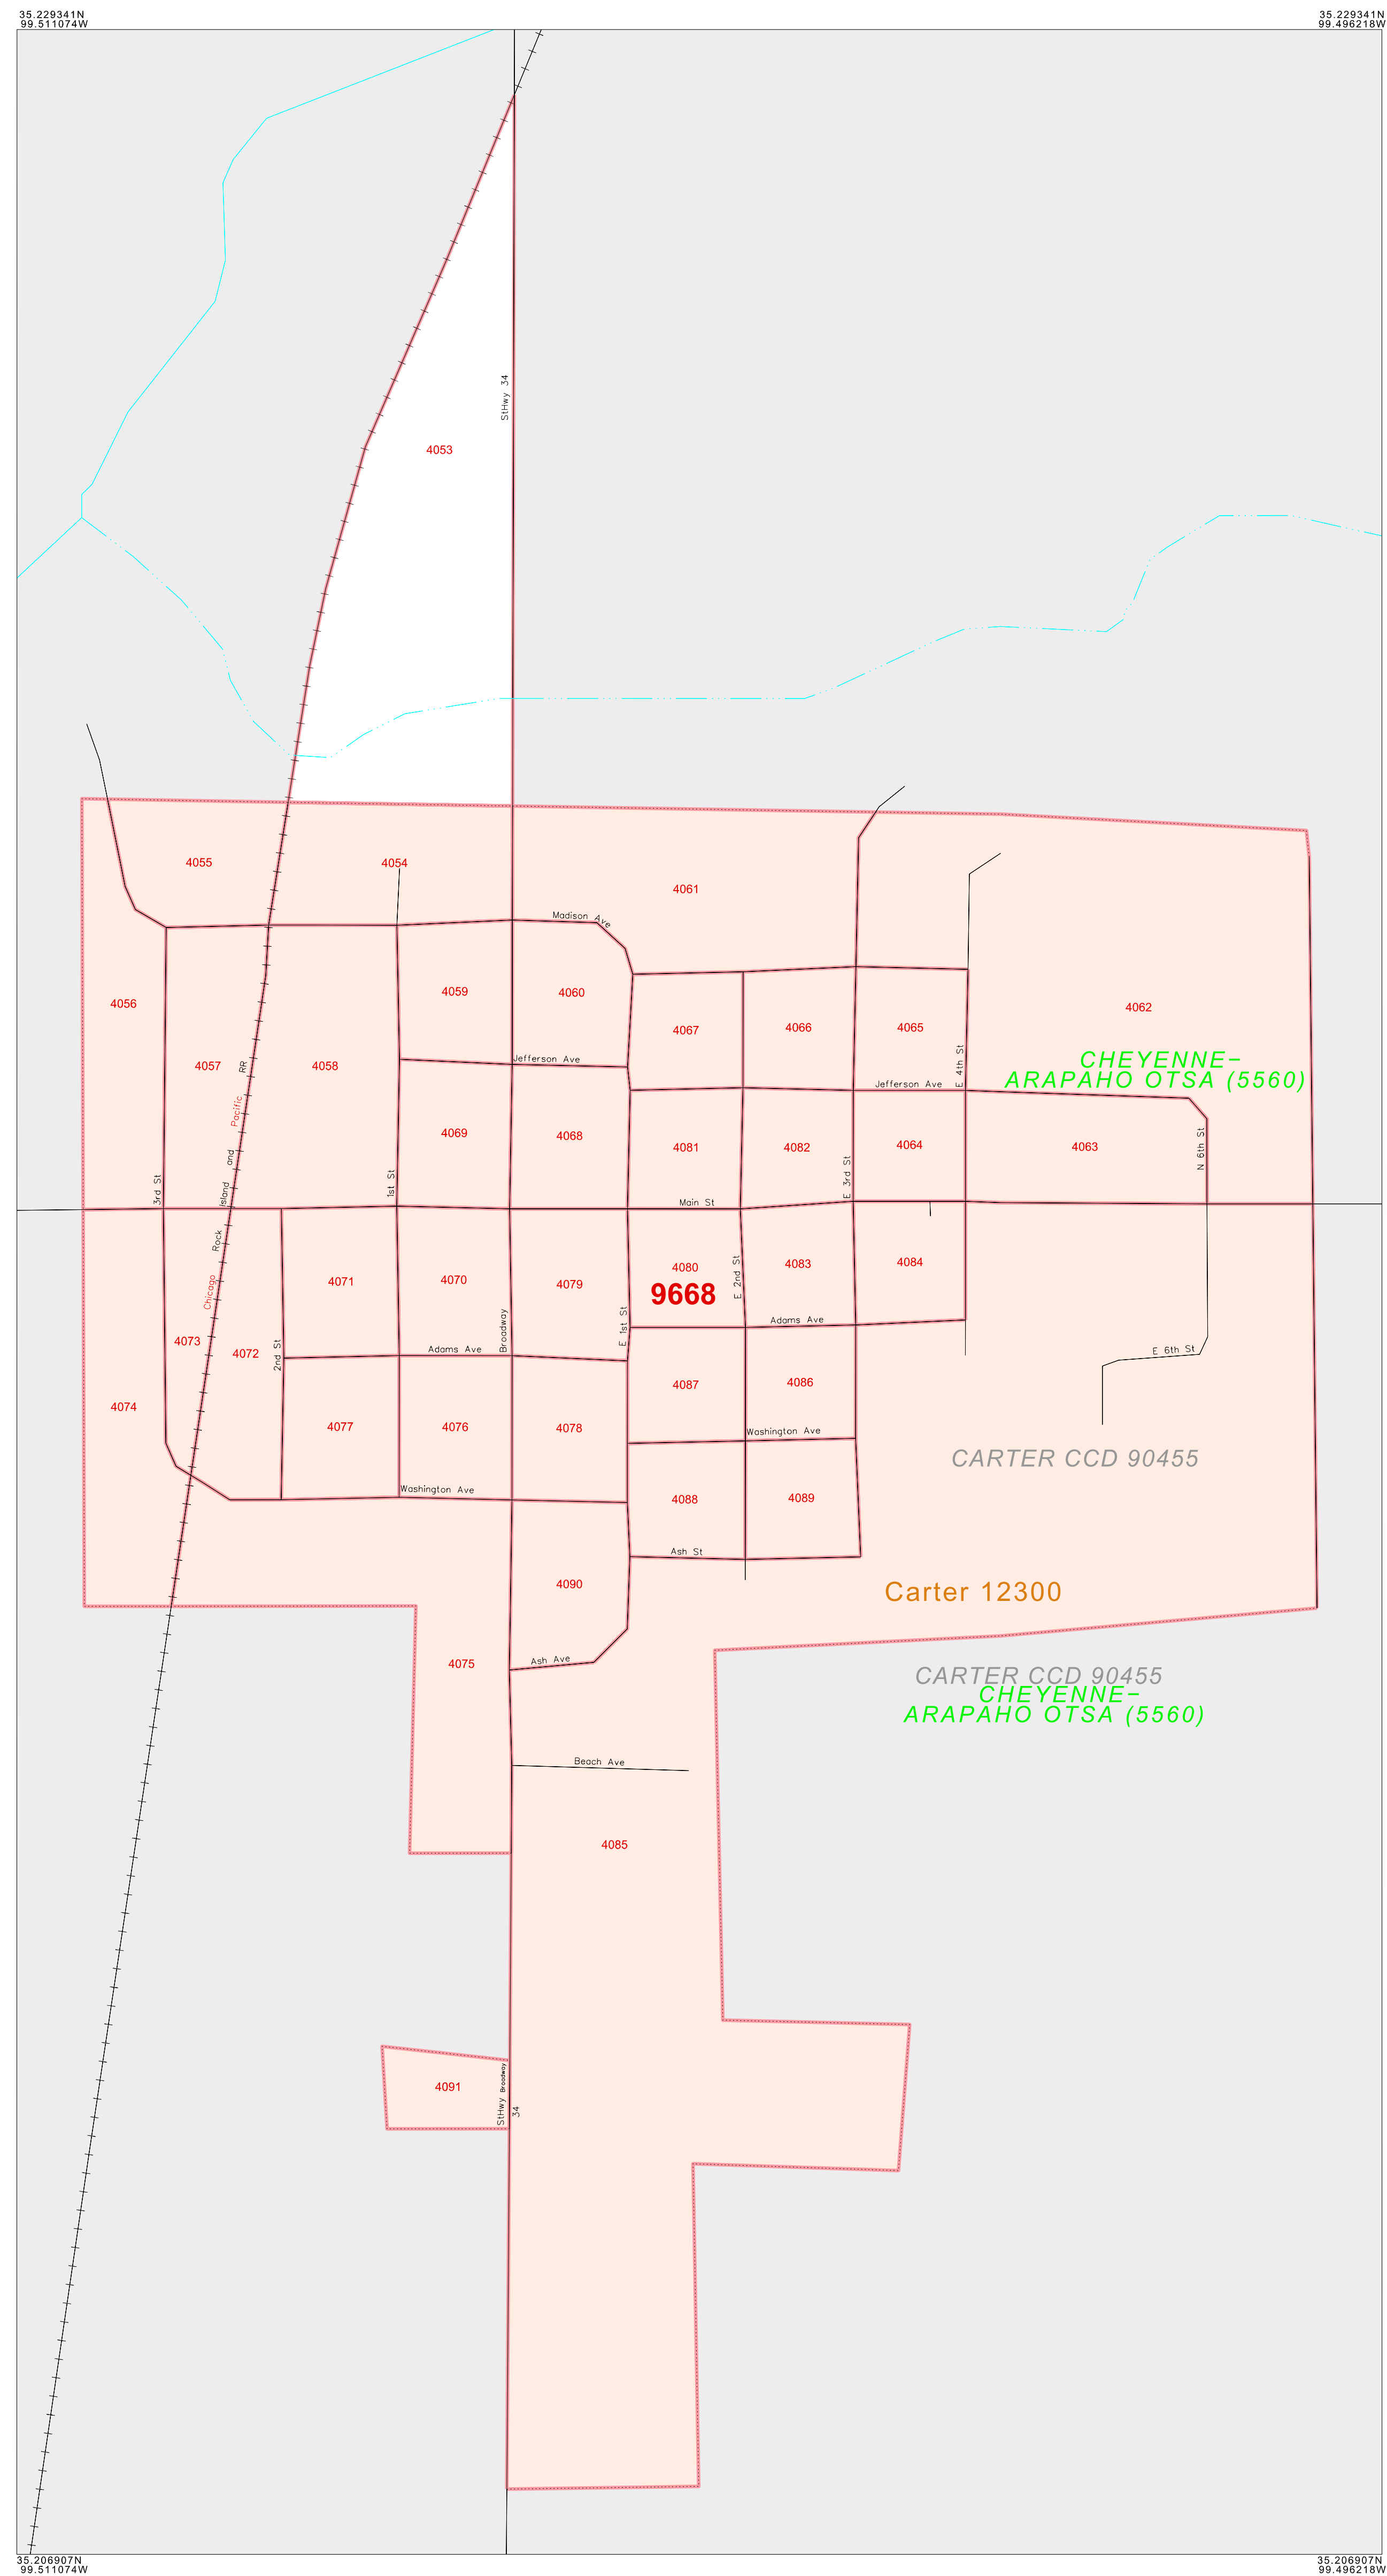 35.229341N
99.511074W
35.229341N
99.496218W
StHwy 34
4053
4055
4054
4061
Madison Ave
4056
4059
4060
4062
4067
4066
4065
4057
RR
4058
Jefferson Ave
E 4th St
CHEYENNE-
ARAPAHO OTSA (5560)
Jefferson Ave
Pacific
4069
4068
4081
4082
4064
4063
N 6th St
and
3rd St
Island
1st St
E 3rd St
Main St
Rock
Chicago
4071
4070
4079
4080
9668
E 2nd St
4083
4084
4073
4072
2nd St
Adams Ave
Broadway
E 1st St
Adams Ave
E 6th St
4074
4077
4076
4078
4087
4086
Washington Ave
CARTER CCD 90455
Washington Ave
4088
4089
Ash St
4090
Carter 12300
4075
Ash Ave
CARTER CCD 90455
CHEYENNE-
ARAPAHO OTSA (5560)
Beach Ave
4085
4091
StHwy Broadway
34
35.206907N
99.511074W
35.206907N
99.496218W